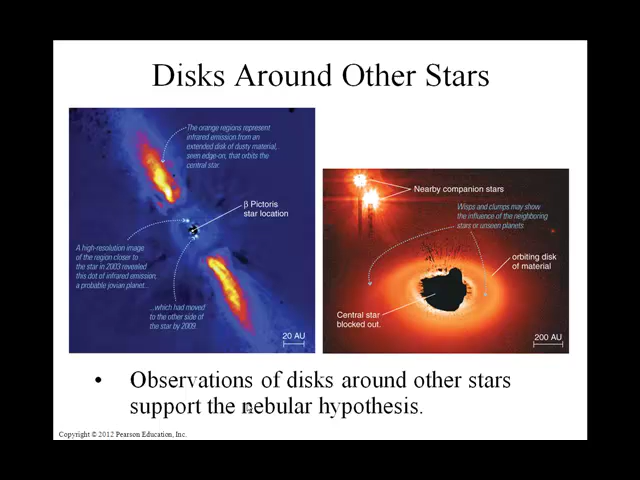 Disks Around Other Stars
The orange regions represent
infrared emission from an
extended disk of dusty material,
seen edge-on, that orbits the
central star.
β Pictoris
star location
A high-resolution image
of the region closer to
the star in 2003 revealed
this dot of infrared emission,
a probable jovian planet...
...which had moved
to the other side of
the star by 2009.
20 AU
Nearby companion stars
Wisps and clumps may show
the influence of the neighboring
stars or unseen planets
orbiting disk
of material
Central star
blocked out.
200 AU
• Observations of disks around other stars
support the nebular hypothesis.
Copyright © 2012 Pearson Education, Inc.